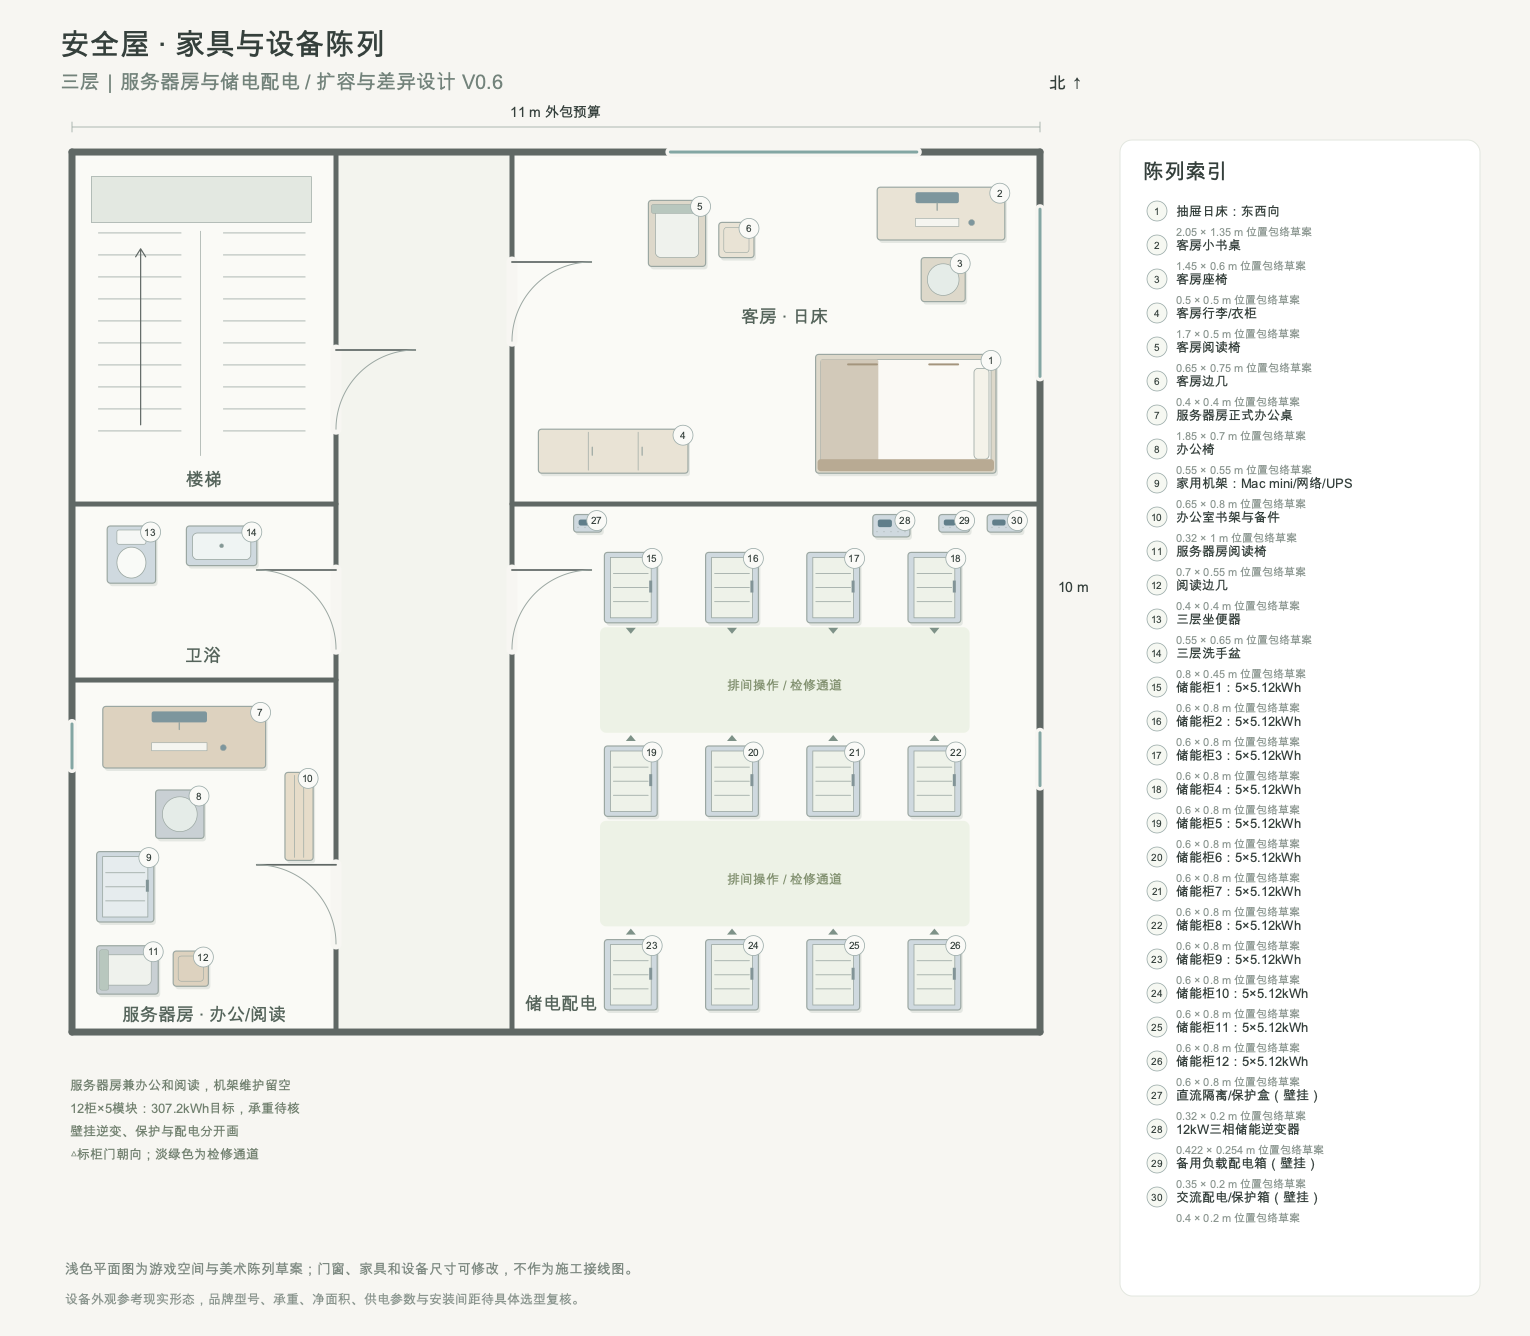 安全屋 · 家具与设备陈列
三层 | 服务器房与储电配电 / 扩容与差异设计 V0.6
北 ↑
11 m 外包预算
10 m
楼梯
客房 · 日床
卫浴
服务器房 · 办公/阅读
储电配电
排间操作 / 检修通道
排间操作 / 检修通道
5
6
2
3
1
4
13
14
27
28
29
30
15
16
17
18
7
8
10
9
11
12
19
20
21
22
23
24
25
26
服务器房兼办公和阅读，机架维护留空
12柜×5模块：307.2kWh目标，承重待核
壁挂逆变、保护与配电分开画
▵标柜门朝向；淡绿色为检修通道
浅色平面图为游戏空间与美术陈列草案；门窗、家具和设备尺寸可修改，不作为施工接线图。
设备外观参考现实形态，品牌型号、承重、净面积、供电参数与安装间距待具体选型复核。
陈列索引
1 抽屉日床：东西向
2.05 × 1.35 m 位置包络草案
2 客房小书桌
1.45 × 0.6 m 位置包络草案
3 客房座椅
0.5 × 0.5 m 位置包络草案
4 客房行李/衣柜
1.7 × 0.5 m 位置包络草案
5 客房阅读椅
0.65 × 0.75 m 位置包络草案
6 客房边几
0.4 × 0.4 m 位置包络草案
7 服务器房正式办公桌
1.85 × 0.7 m 位置包络草案
8 办公椅
0.55 × 0.55 m 位置包络草案
9 家用机架：Mac mini/网络/UPS
0.65 × 0.8 m 位置包络草案
10 办公室书架与备件
0.32 × 1 m 位置包络草案
11 服务器房阅读椅
0.7 × 0.55 m 位置包络草案
12 阅读边几
0.4 × 0.4 m 位置包络草案
13 三层坐便器
0.55 × 0.65 m 位置包络草案
14 三层洗手盆
0.8 × 0.45 m 位置包络草案
15 储能柜1：5×5.12kWh
0.6 × 0.8 m 位置包络草案
16 储能柜2：5×5.12kWh
0.6 × 0.8 m 位置包络草案
17 储能柜3：5×5.12kWh
0.6 × 0.8 m 位置包络草案
18 储能柜4：5×5.12kWh
0.6 × 0.8 m 位置包络草案
19 储能柜5：5×5.12kWh
0.6 × 0.8 m 位置包络草案
20 储能柜6：5×5.12kWh
0.6 × 0.8 m 位置包络草案
21 储能柜7：5×5.12kWh
0.6 × 0.8 m 位置包络草案
22 储能柜8：5×5.12kWh
0.6 × 0.8 m 位置包络草案
23 储能柜9：5×5.12kWh
0.6 × 0.8 m 位置包络草案
24 储能柜10：5×5.12kWh
0.6 × 0.8 m 位置包络草案
25 储能柜11：5×5.12kWh
0.6 × 0.8 m 位置包络草案
26 储能柜12：5×5.12kWh
0.6 × 0.8 m 位置包络草案
27 直流隔离/保护盒（壁挂）
0.32 × 0.2 m 位置包络草案
28 12kW三相储能逆变器
0.422 × 0.254 m 位置包络草案
29 备用负载配电箱（壁挂）
0.35 × 0.2 m 位置包络草案
30 交流配电/保护箱（壁挂）
0.4 × 0.2 m 位置包络草案